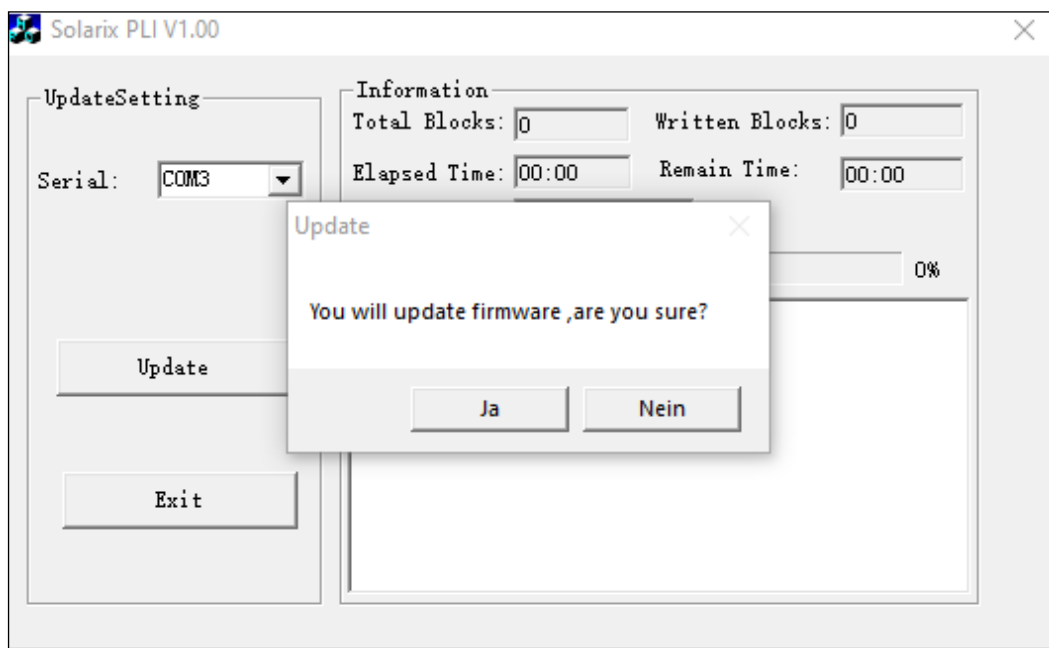 Solarix PLI V1.00
UpdateSetting
Serial: COM3
Update
Exit
Information
Total Blocks: 0 Written Blocks: 0
Elapsed Time: 00:00 Remain Time: 00:00
0%
Update
You will update firmware ,are you sure?
Ja Nein